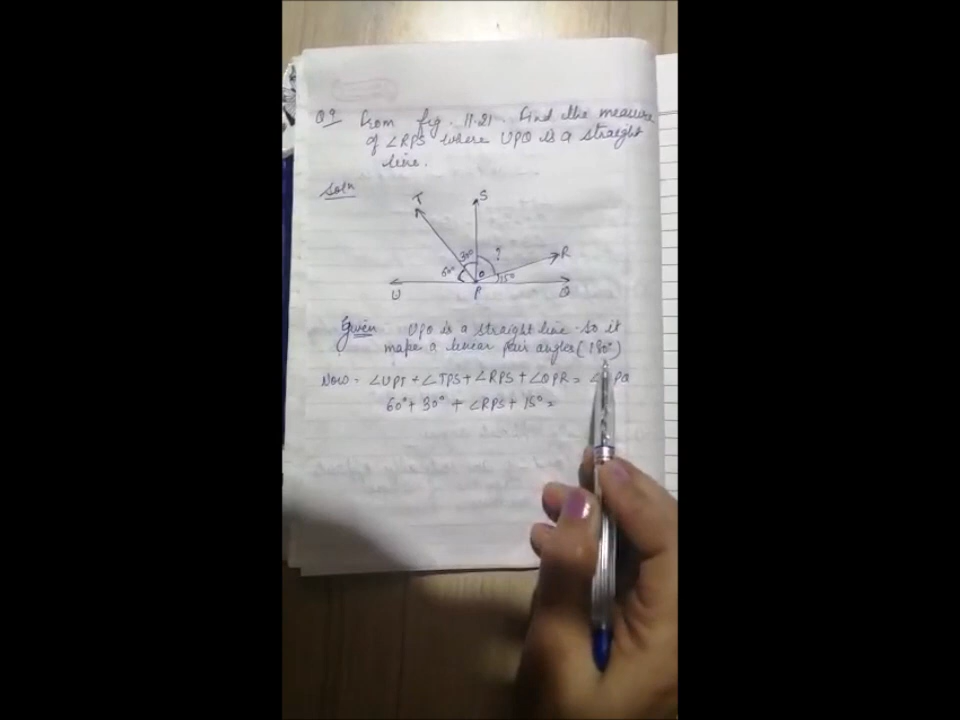 Q9 From fig. 11.21. Find the measure
of ∠RPS where UPQ is a straight
line.
Soln
T S
30° ? R
60° 15°
U P Q
Given UPQ is a straight line. So it
make a linear pair angles (180°)
Now = ∠UPT + ∠TPS + ∠RPS + ∠QPR = ∠ PQ
60° + 30° + ∠RPS + 15° =